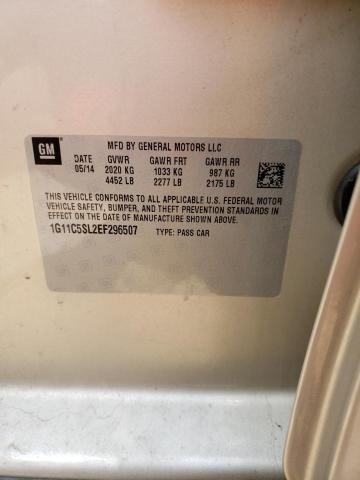 GM
MFD BY GENERAL MOTORS LLC
DATE GVWR GAWR FRT GAWR RR
05/14 2020 KG 1033 KG 987 KG
4452 LB 2277 LB 2175 LB
THIS VEHICLE CONFORMS TO ALL APPLICABLE U.S. FEDERAL MOTOR
VEHICLE SAFETY, BUMPER, AND THEFT PREVENTION STANDARDS IN
EFFECT ON THE DATE OF MANUFACTURE SHOWN ABOVE.
1G11C5SL2EF296507 TYPE: PASS CAR